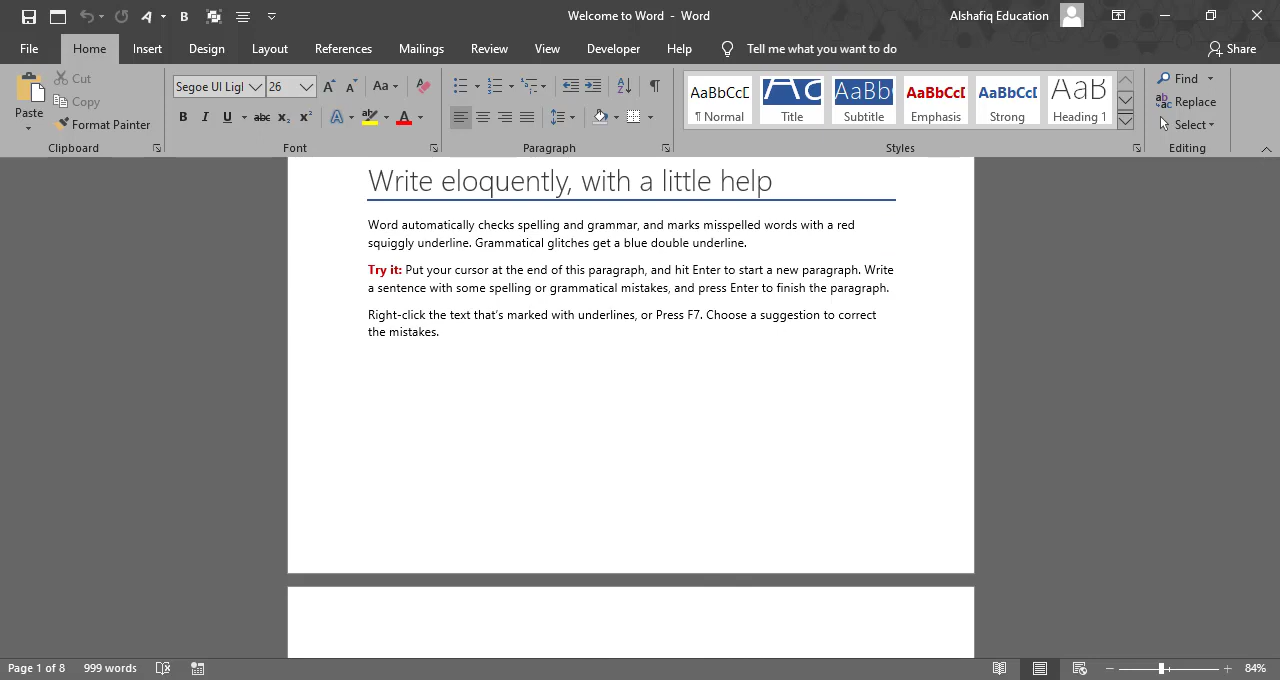 Welcome to Word - Word
Alshafiq Education
File Home Insert Design Layout References Mailings Review View Developer Help Tell me what you want to do Share
Paste
Cut
Copy
Format Painter
Clipboard
Segoe UI Ligl 26
Font
Paragraph
AaBbCcD AaBb AaBbCcD AaBbCcD AaB
¶ Normal Title Subtitle Emphasis Strong Heading 1
Styles
Find
Replace
Select
Editing
Write eloquently, with a little help
Word automatically checks spelling and grammar, and marks misspelled words with a red
squiggly underline. Grammatical glitches get a blue double underline.
Try it: Put your cursor at the end of this paragraph, and hit Enter to start a new paragraph. Write
a sentence with some spelling or grammatical mistakes, and press Enter to finish the paragraph.
Right-click the text that's marked with underlines, or Press F7. Choose a suggestion to correct
the mistakes.
Page 1 of 8 999 words 84%